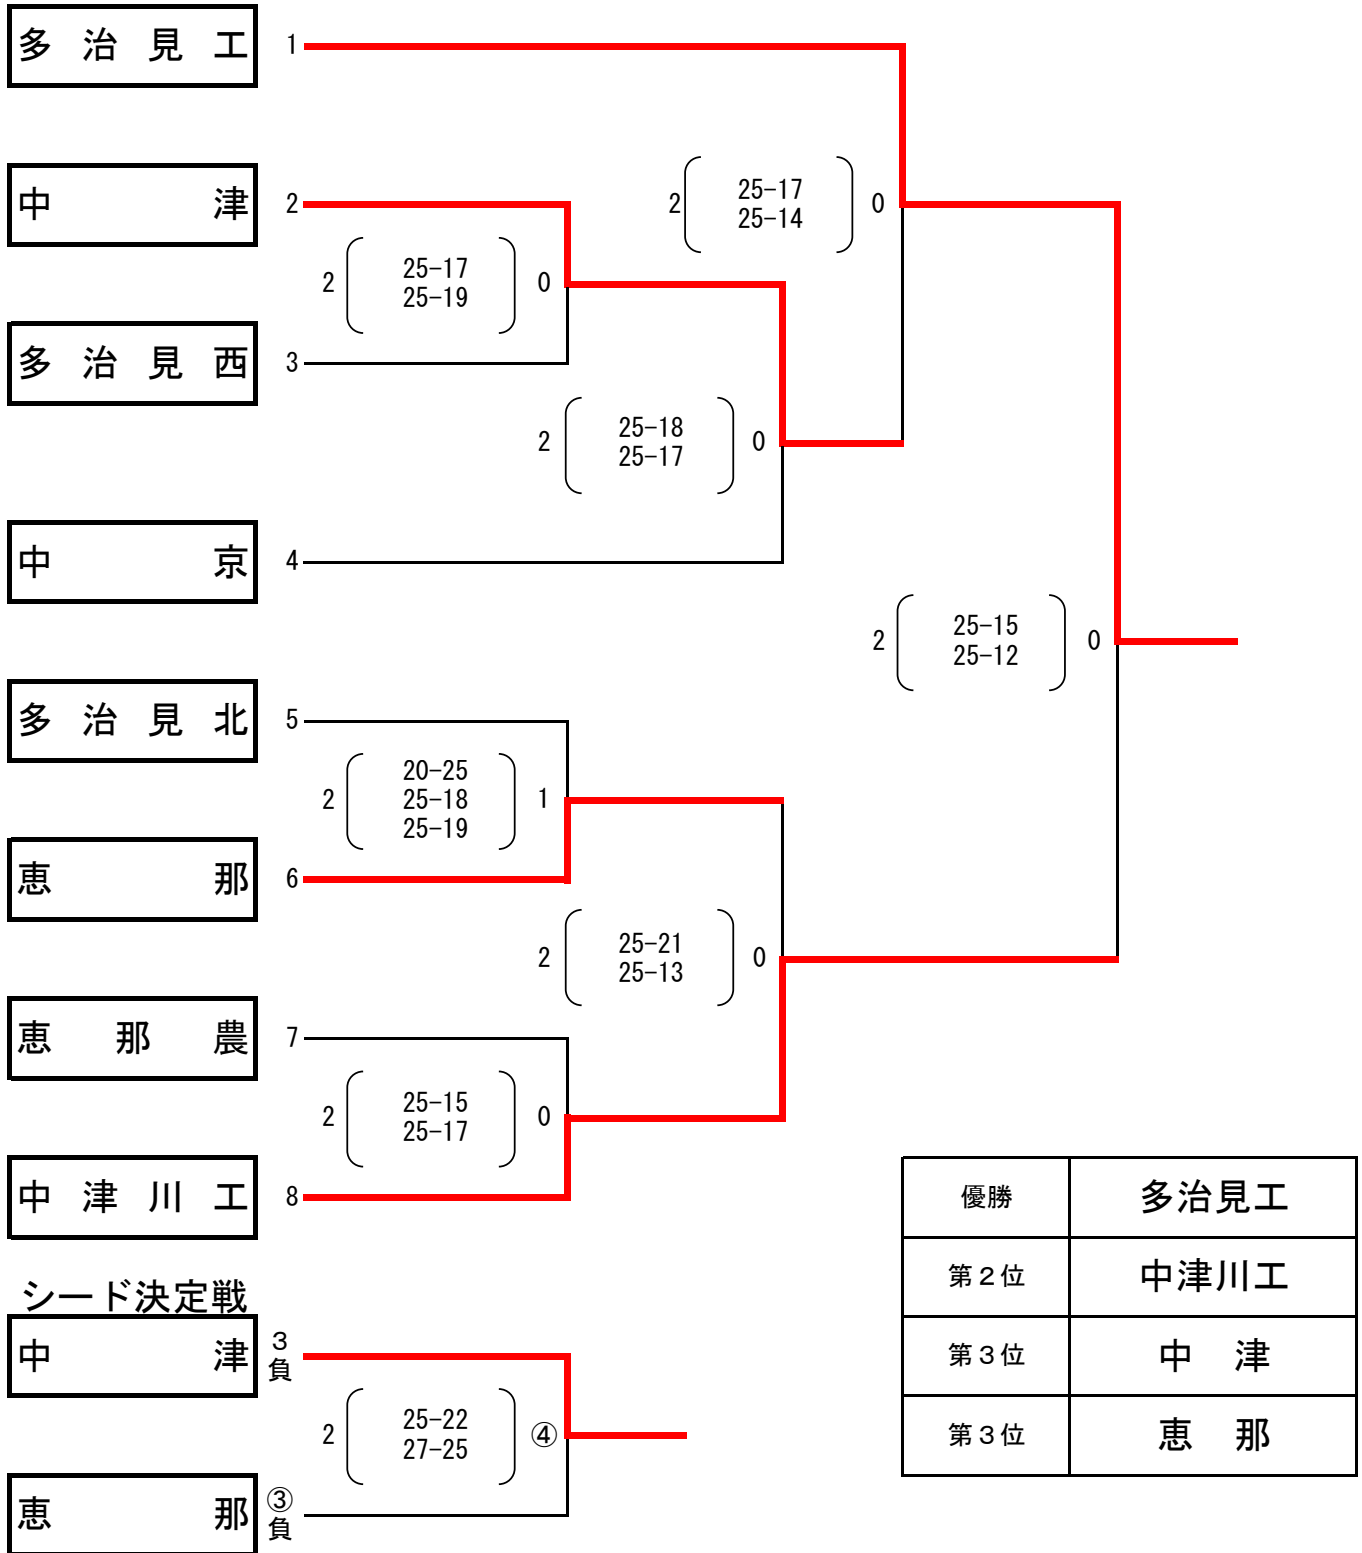 多治見工 1
中津 2
2 25-17 0
25-14
2 25-17 0
25-19
多治見西 3
2 25-18 0
25-17
中京 4
2 25-15 0
25-12
多治見北 5
2 20-25 1
25-18
25-19
恵那 6
2 25-21 0
25-13
恵那農 7
2 25-15 0
25-17
中津川工 8
優勝 多治見工
第2位 中津川工
第3位 中津
第3位 恵那
シード決定戦
中津 3負
2 25-22 ④
27-25
恵那 ③負